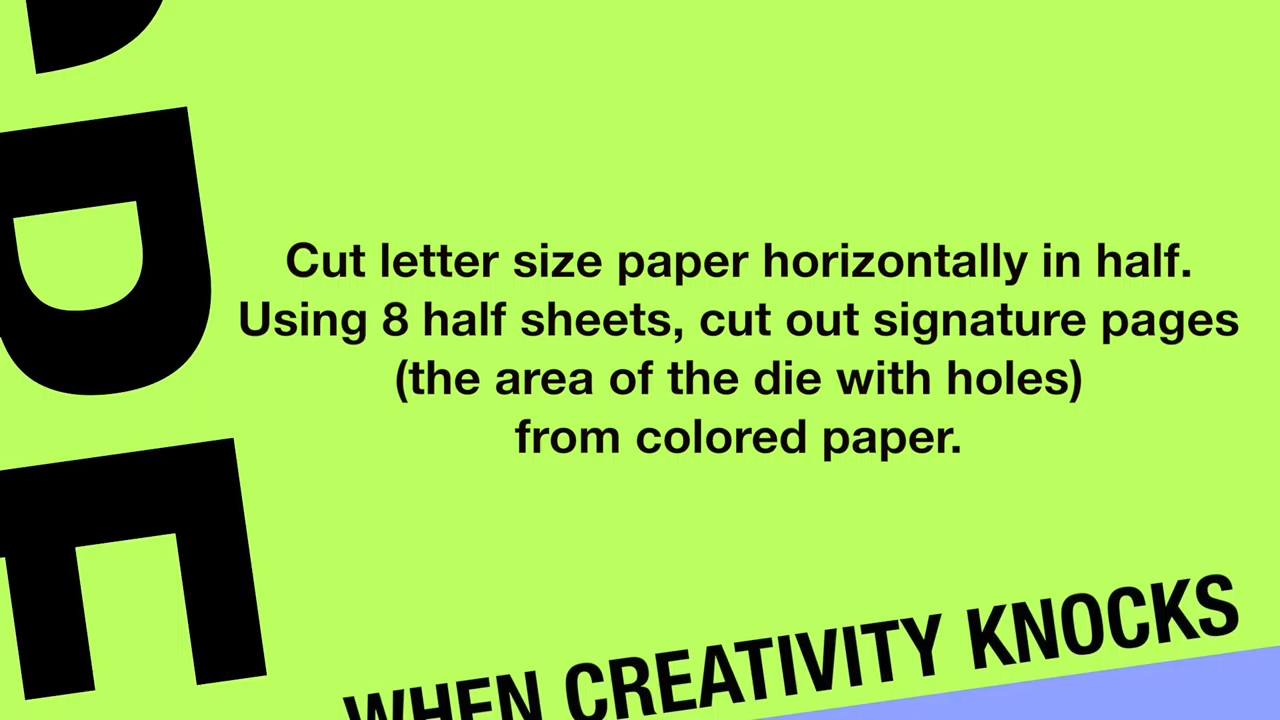 Cut letter size paper horizontally in half.
Using 8 half sheets, cut out signature pages
(the area of the die with holes)
from colored paper.
WHEN CREATIVITY KNOCKS